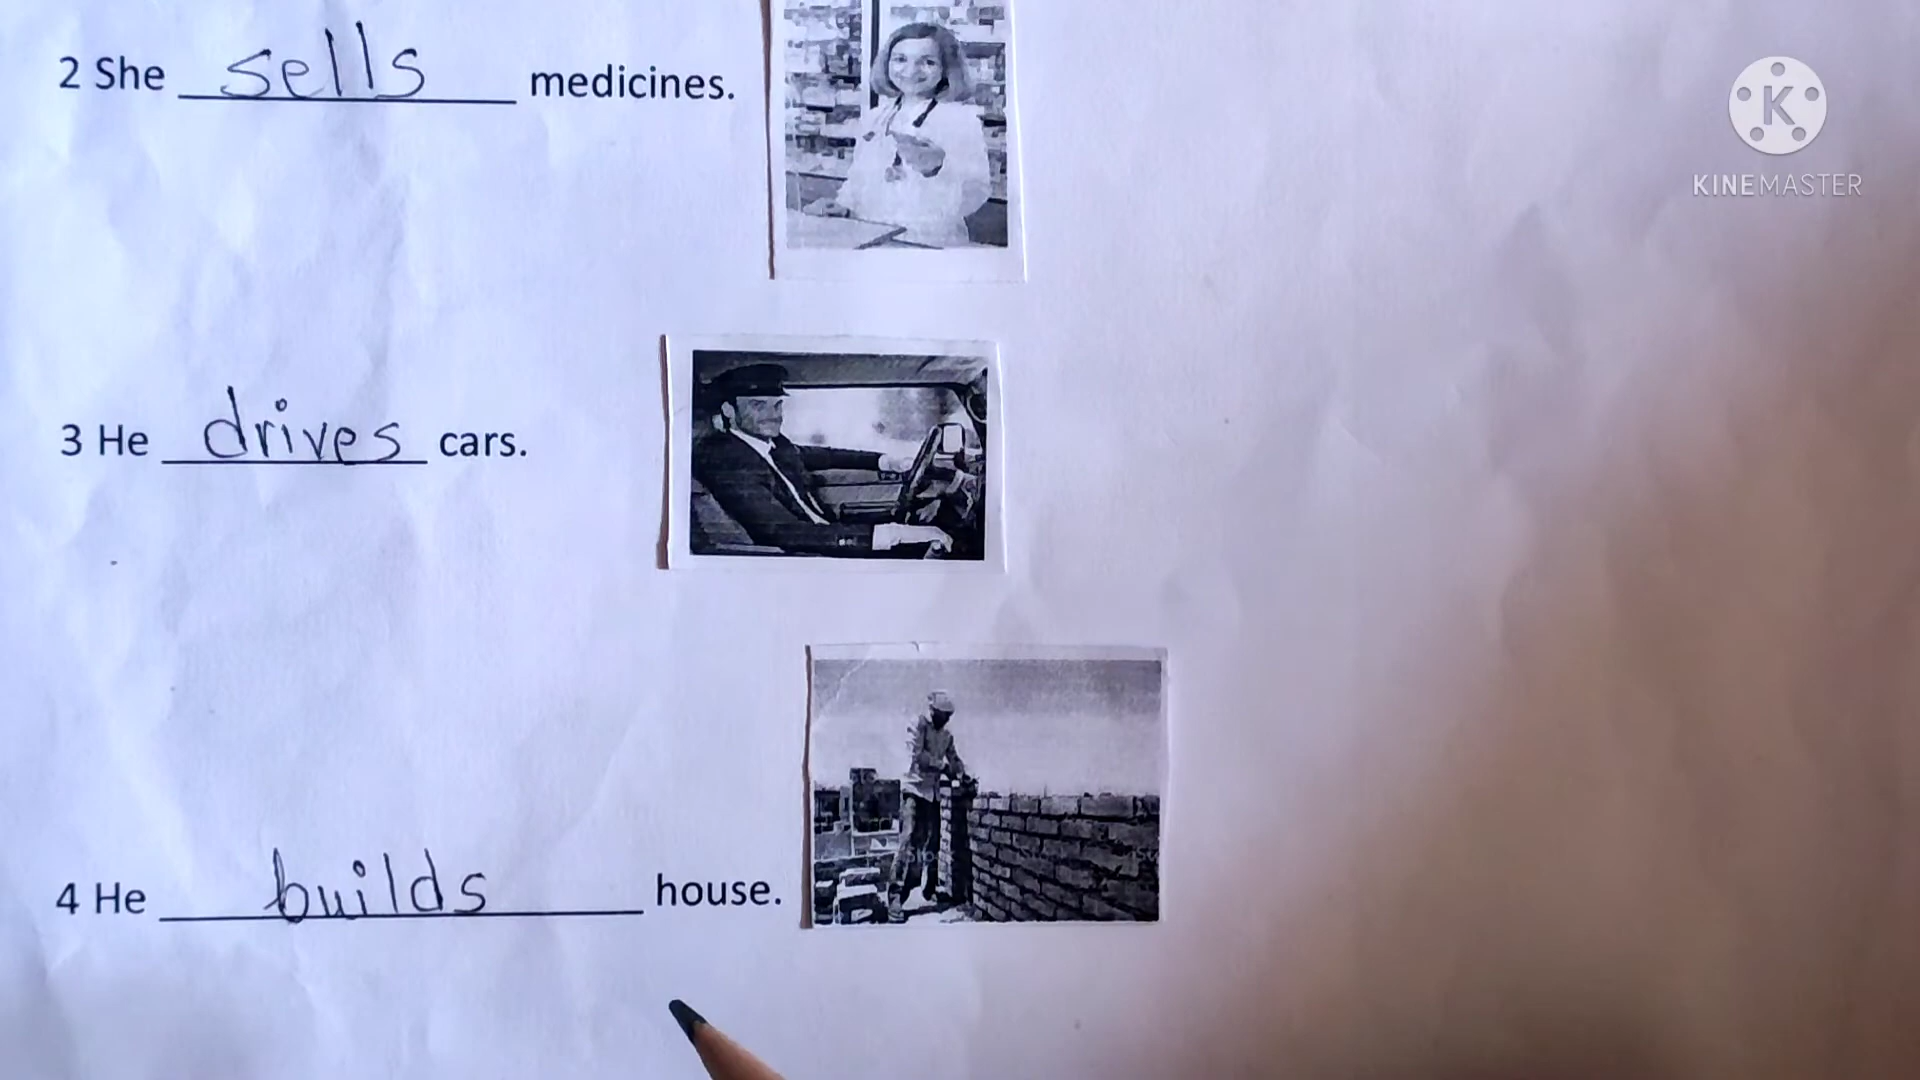 2 She sells medicines.
K
KINEMASTER
3 He drives cars.
4 He builds house.